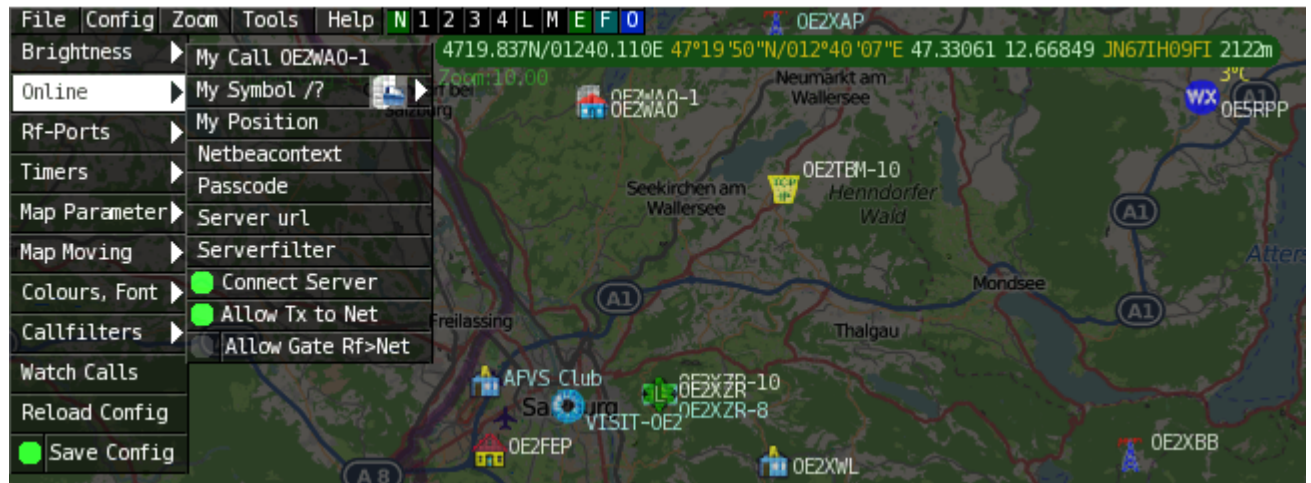 File Config Zoom Tools Help N 1 2 3 4 L M E F O
OE2XAP
Brightness
My Call OE2WAO-1
4719.837N/01240.110E 47°19'50"N/012°40'07"E 47.33061 12.66849 JN67IH09FI 2122m
Zoom:10.00
Online
My Symbol /?
Neumarkt am
Wallersee
3°C
WX
OE5RPP
OE2WAO-1
OE2WAO
Salzburg
Rf-Ports
My Position
Timers
Netbeacontext
Passcode
OE2TBM-10
Seekirchen am
Wallersee
Henndorfer
Wald
A1
Map Parameter
Server url
Map Moving
Serverfilter
Atters
Colours, Font
Connect Server
A1
Mondsee
A1
Callfilters
Allow Tx to Net
Freilassing
Thalgau
Allow Gate Rf>Net
Watch Calls
AFVS Club
OE2XZR-10
OE2XZR
L
OE2XZR-8
Reload Config
VISIT-OE2
Save Config
OE2FEP
OE2XBB
A8
OE2XWL